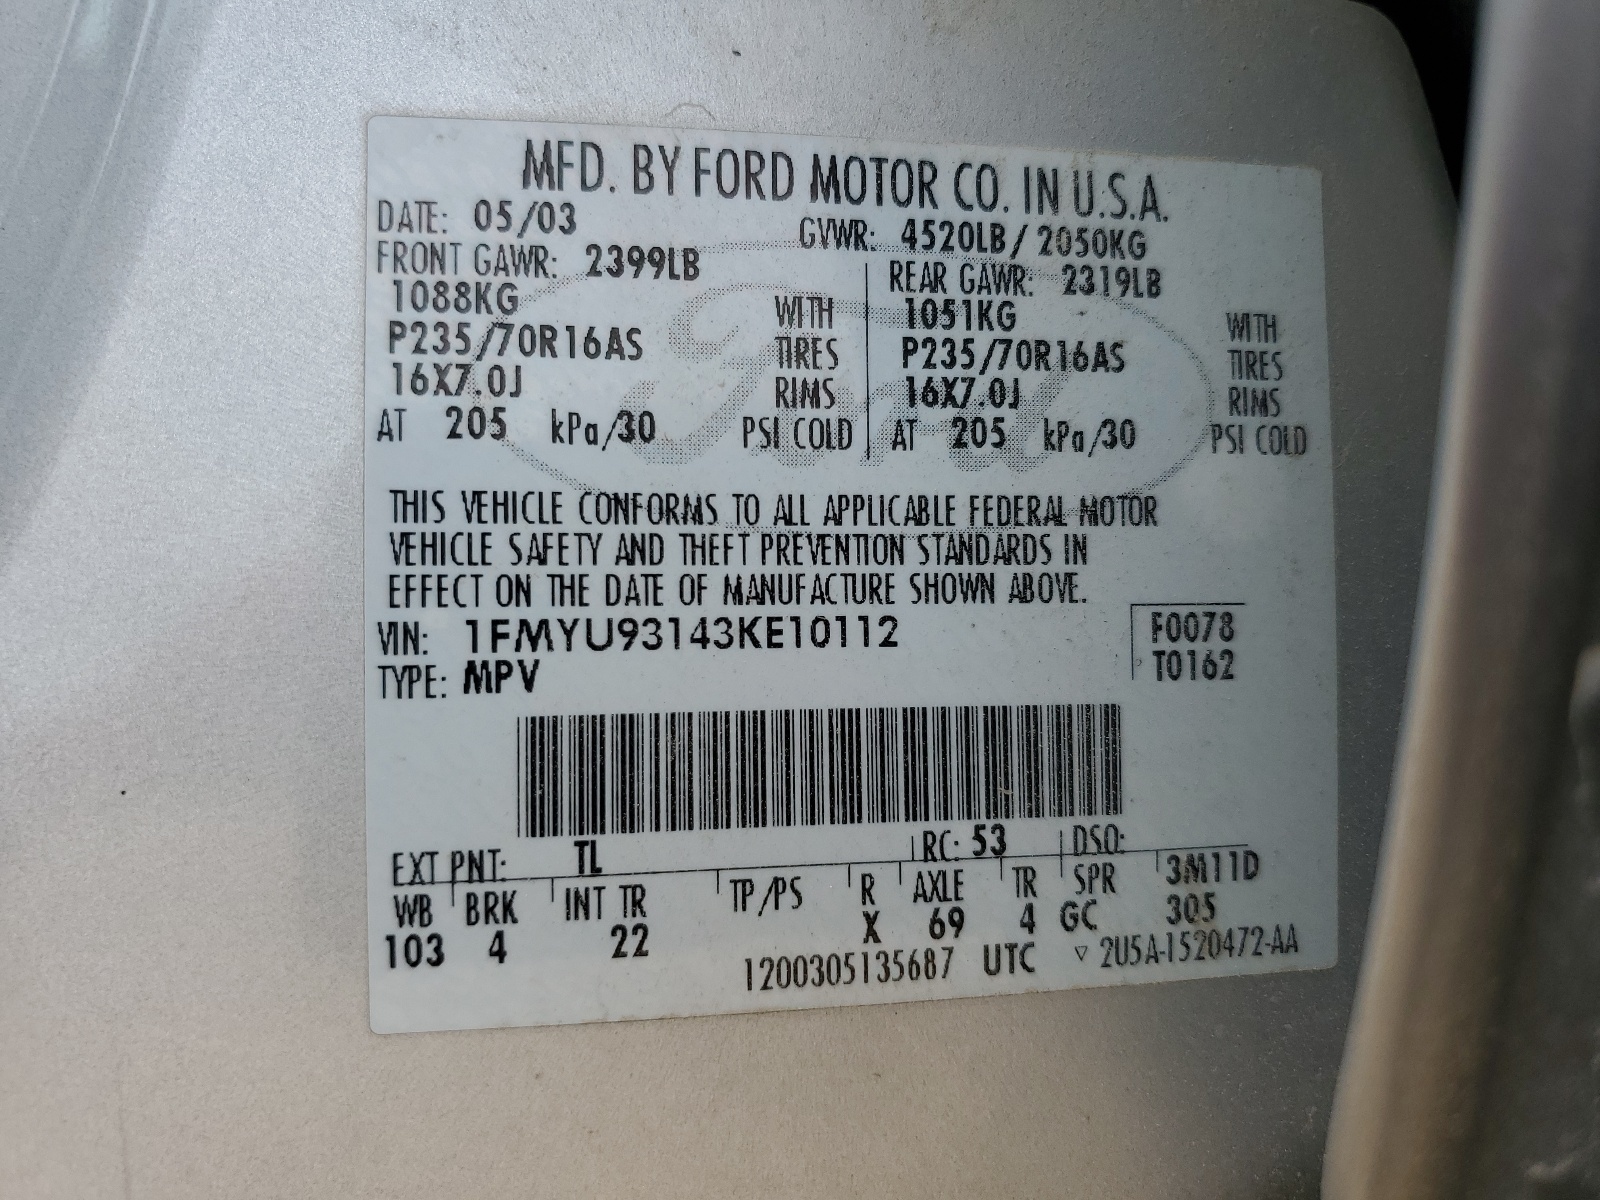 MFD. BY FORD MOTOR CO. IN U.S.A.
DATE: 05/03 GVWR: 4520LB/2050KG
FRONT GAWR: 2399LB REAR GAWR: 2319LB
1088KG WITH 1051KG WITH
P235/70R16AS TIRES P235/70R16AS TIRES
16X7.0J RIMS 16X7.0J RIMS
AT 205 kPa/30 PSI COLD AT 205 kPa/30 PSI COLD
THIS VEHICLE CONFORMS TO ALL APPLICABLE FEDERAL MOTOR
VEHICLE SAFETY AND THEFT PREVENTION STANDARDS IN
EFFECT ON THE DATE OF MANUFACTURE SHOWN ABOVE.
VIN: 1FMYU93143KE10112 F0078
TYPE: MPV T0162
EXT PNT: TL RC: 53 DSO:
WB BRK INT TR TP/PS R AXLE TR SPR 3M11D
103 4 22 X 69 4 GC 305
1200305135687 UTC ▽ 2U5A-1520472-AA
Ford